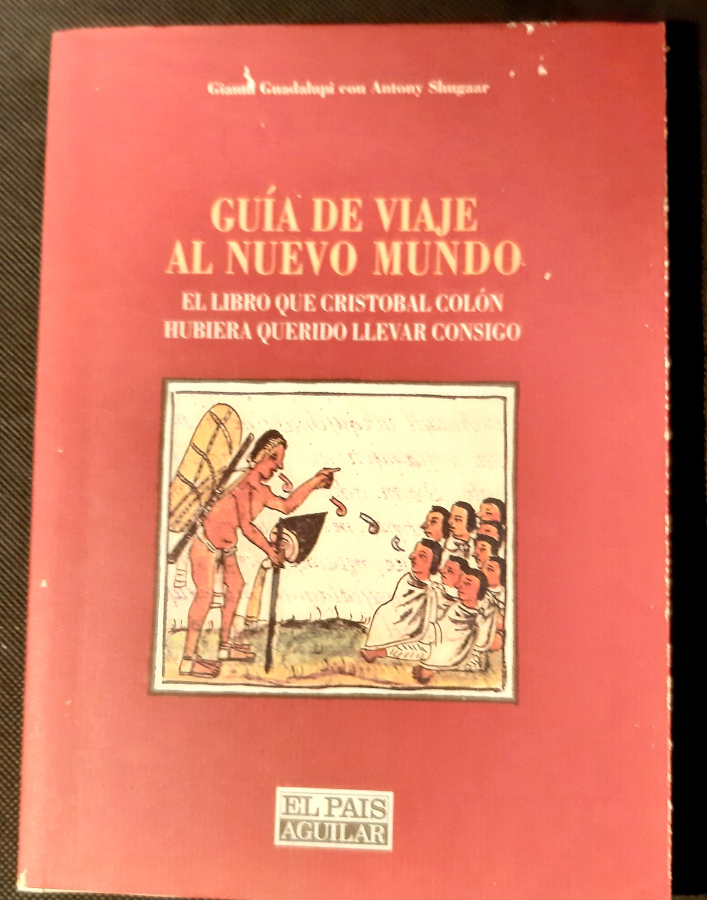 Gianni Guadalupi con Antony Shugaar
GUÍA DE VIAJE
AL NUEVO MUNDO
EL LIBRO QUE CRISTOBAL COLÓN
HUBIERA QUERIDO LLEVAR CONSIGO
EL PAIS
AGUILAR